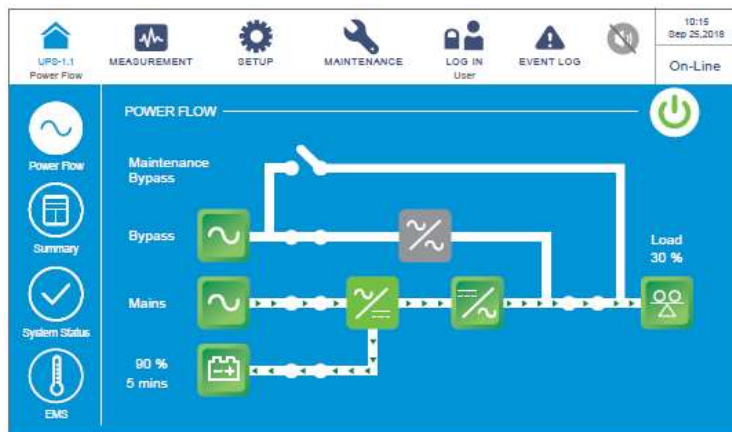 UPS-1.1
Power Flow
MEASUREMENT
SETUP
MAINTENANCE
LOG IN
User
EVENT LOG
10:15
Sep 25,2018
On-Line
POWER FLOW
Power Flow
Summary
System Status
EMS
Maintenance
Bypass
Bypass
Mains
90 %
5 mins
Load
30 %